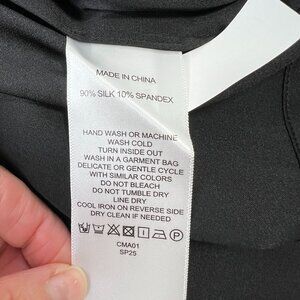 MADE IN CHINA
90% SILK 10% SPANDEX
HAND WASH OR MACHINE
WASH COLD
TURN INSIDE OUT
WASH IN A GARMENT BAG
DELICATE OR GENTLE CYCLE
WITH SIMILAR COLORS
DO NOT BLEACH
DO NOT TUMBLE DRY
LINE DRY
COOL IRON ON REVERSE SIDE
DRY CLEAN IF NEEDED
CMA01
SP25